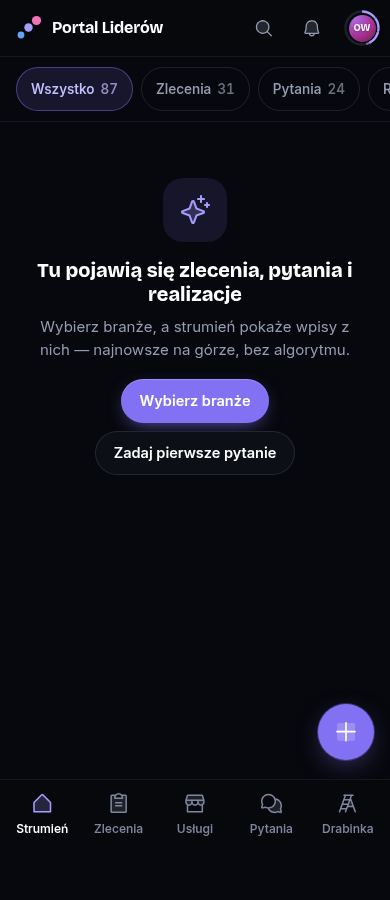 Portal Liderów
OW
Wszystko 87
Zlecenia 31
Pytania 24
R
Tu pojawią się zlecenia, pytania i
realizacje
Wybierz branże, a strumień pokaże wpisy z
nich — najnowsze na górze, bez algorytmu.
Wybierz branże
Zadaj pierwsze pytanie
Strumień
Zlecenia
Usługi
Pytania
Drabinka